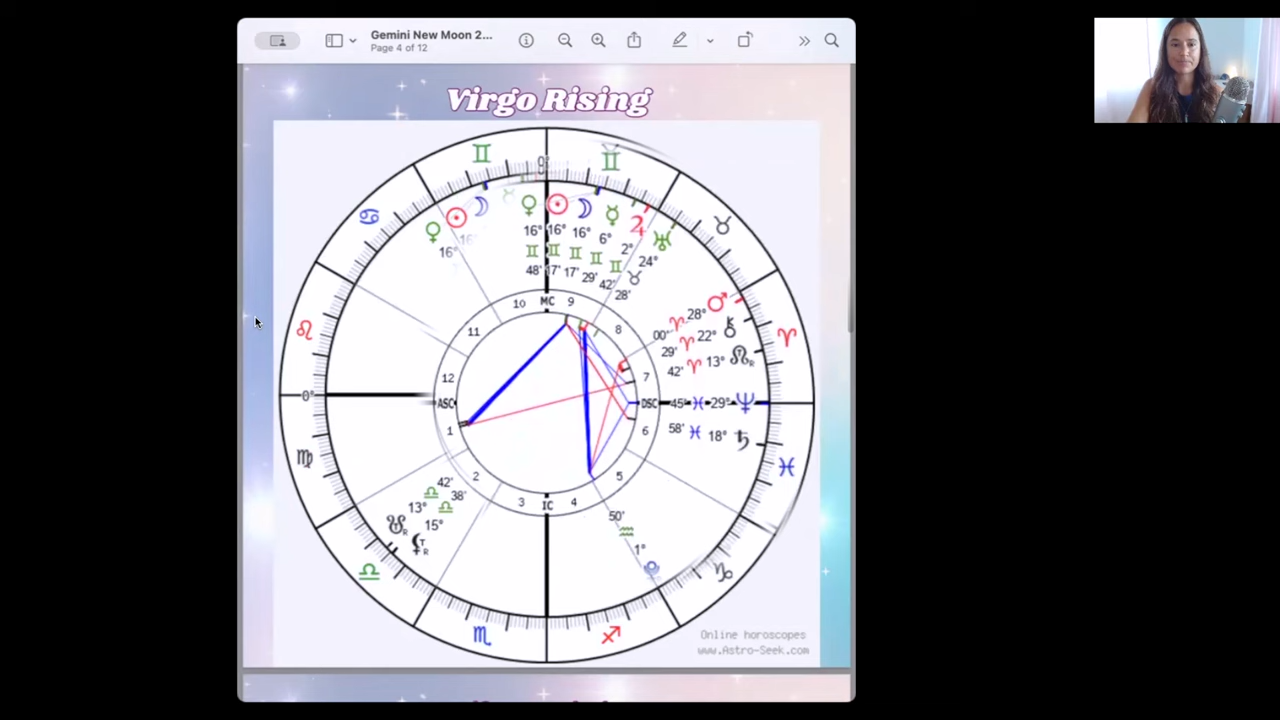 Gemini New Moon 2...
Page 4 of 12
Virgo Rising
16° 16° 16° 6° 2° 24°
48' 17' 17' 29' 42' 28'
16°
10 MC 9
11 8
12 7
ASC DSC
1 6
2 5
3 IC 4
0°
28°
00' 22°
29' 13°
42'
45' 29°
58' 18°
42'
38'
13°
15°
R
R
50'
1°
Online horoscopes
www.Astro-Seek.com